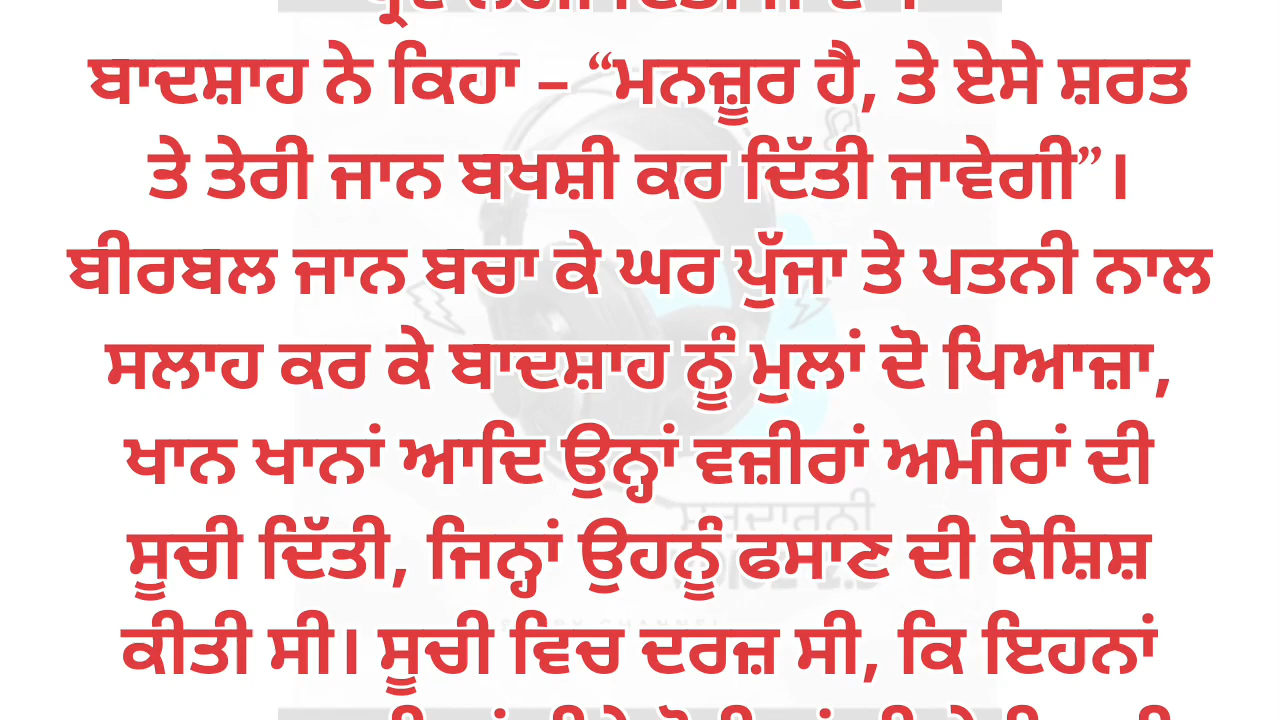 ਬਾਦਸ਼ਾਹ ਨੇ ਕਿਹਾ – “ਮਨਜ਼ੂਰ ਹੈ, ਤੇ ਏਸੇ ਸ਼ਰਤ
ਤੇ ਤੇਰੀ ਜਾਨ ਬਖਸ਼ੀ ਕਰ ਦਿੱਤੀ ਜਾਵੇਗੀ”।
ਬੀਰਬਲ ਜਾਨ ਬਚਾ ਕੇ ਘਰ ਪੁੱਜਾ ਤੇ ਪਤਨੀ ਨਾਲ
ਸਲਾਹ ਕਰ ਕੇ ਬਾਦਸ਼ਾਹ ਨੂੰ ਮੁਲਾਂ ਦੋ ਪਿਆਜ਼ਾ,
ਖਾਨ ਖਾਨਾਂ ਆਦਿ ਉਨ੍ਹਾਂ ਵਜ਼ੀਰਾਂ ਅਮੀਰਾਂ ਦੀ
ਸੂਚੀ ਦਿੱਤੀ, ਜਿਨ੍ਹਾਂ ਉਹਨੂੰ ਫਸਾਣ ਦੀ ਕੋਸ਼ਿਸ਼
ਕੀਤੀ ਸੀ। ਸੂਚੀ ਵਿਚ ਦਰਜ਼ ਸੀ, ਕਿ ਇਹਨਾਂ